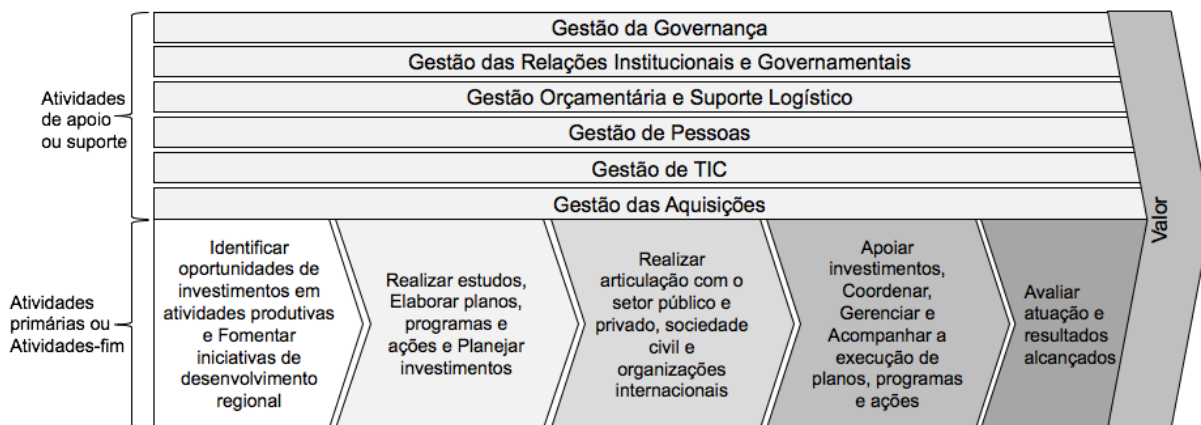 Gestão da Governança
Gestão das Relações Institucionais e Governamentais
Gestão Orçamentária e Suporte Logístico
Gestão de Pessoas
Gestão de TIC
Gestão das Aquisições
Atividades
de apoio
ou suporte
Atividades
primárias ou
Atividades-fim
Identificar
oportunidades de
investimentos em
atividades produtivas
e Fomentar
iniciativas de
desenvolvimento
regional
Realizar estudos,
Elaborar planos,
programas e
ações e Planejar
investimentos
Realizar
articulação com o
setor público e
privado, sociedade
civil e
organizações
internacionais
Apoiar
investimentos,
Coordenar,
Gerenciar e
Acompanhar a
execução de
planos, programas
e ações
Avaliar
atuação e
resultados
alcançados
Valor